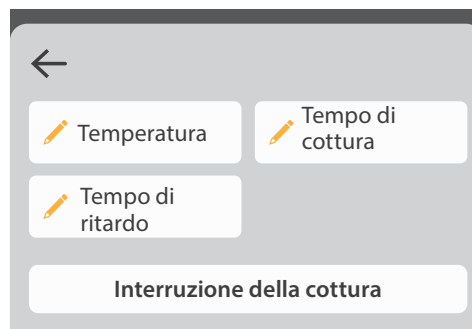 Temperatura
Tempo di
cottura
Tempo di
ritardo
Interruzione della cottura